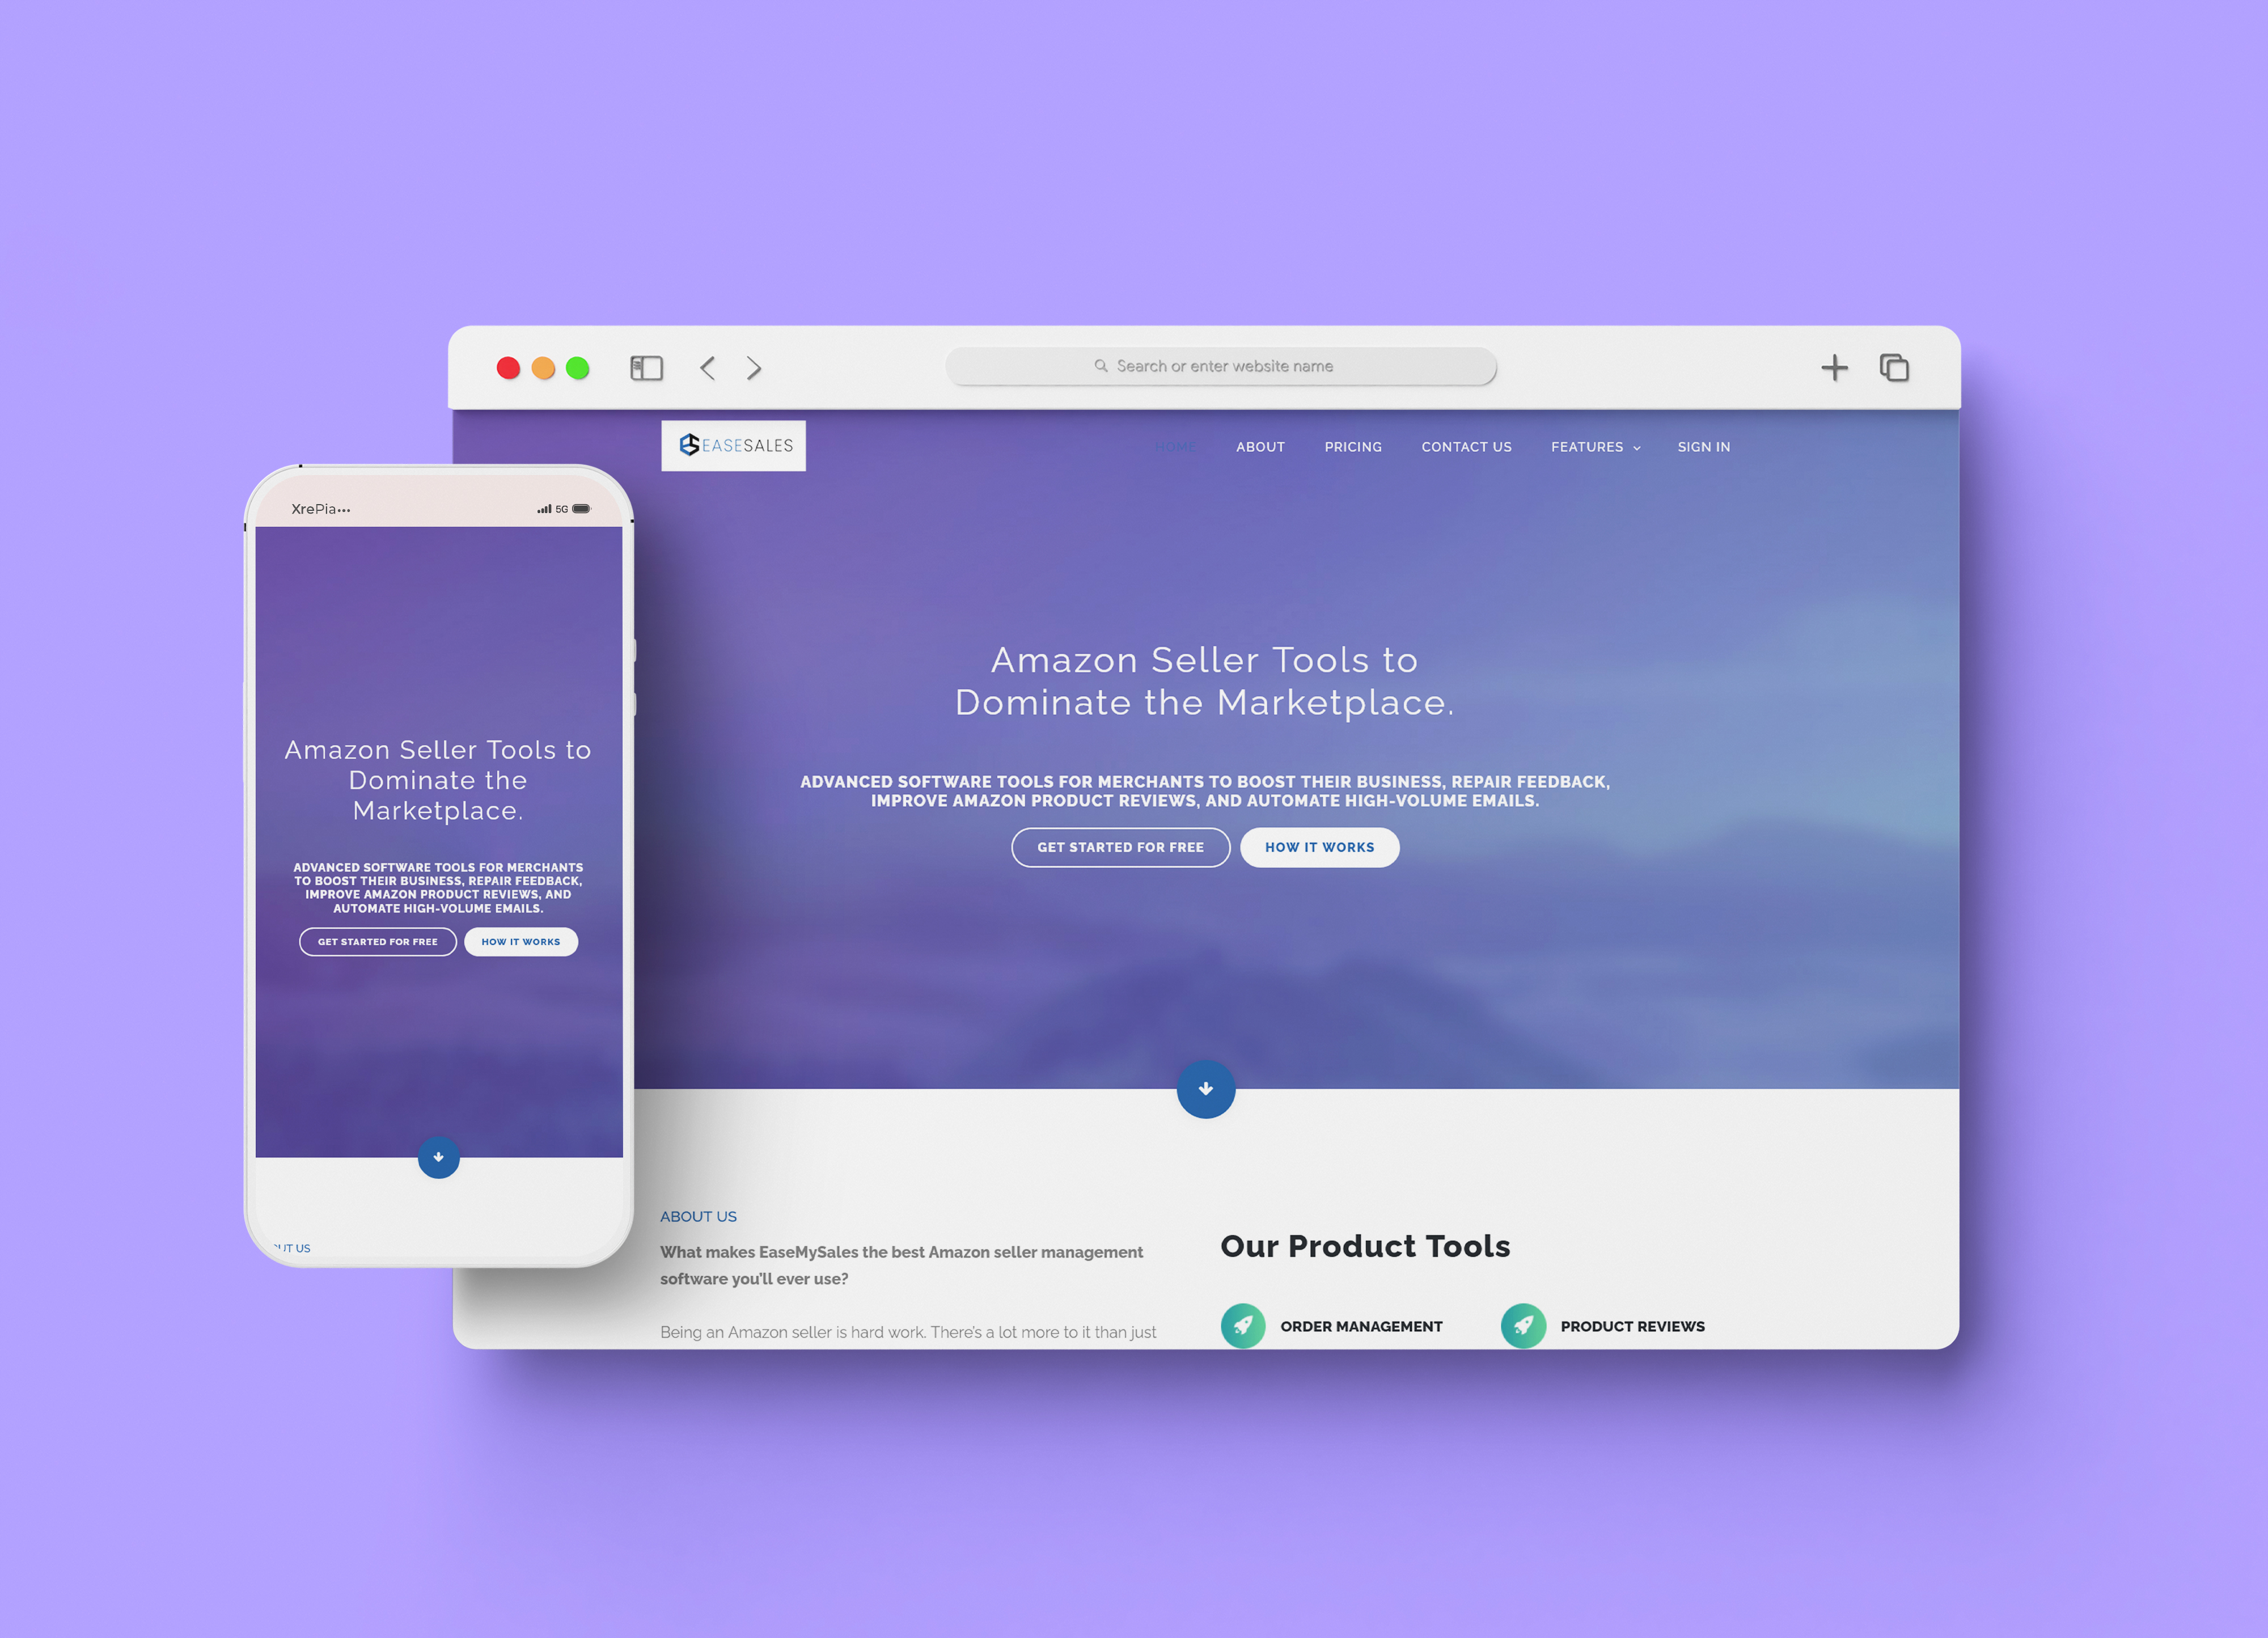 Search or enter website name
EASESALES
HOME ABOUT PRICING CONTACT US FEATURES SIGN IN
Amazon Seller Tools to
Dominate the Marketplace.
ADVANCED SOFTWARE TOOLS FOR MERCHANTS TO BOOST THEIR BUSINESS, REPAIR FEEDBACK,
IMPROVE AMAZON PRODUCT REVIEWS, AND AUTOMATE HIGH-VOLUME EMAILS.
GET STARTED FOR FREE HOW IT WORKS
ABOUT US
What makes EaseMySales the best Amazon seller management
software you'll ever use?
Being an Amazon seller is hard work. There's a lot more to it than just
Our Product Tools
ORDER MANAGEMENT PRODUCT REVIEWS
XrePia••• 5G
Amazon Seller Tools to
Dominate the
Marketplace.
ADVANCED SOFTWARE TOOLS FOR MERCHANTS
TO BOOST THEIR BUSINESS, REPAIR FEEDBACK,
IMPROVE AMAZON PRODUCT REVIEWS, AND
AUTOMATE HIGH-VOLUME EMAILS.
GET STARTED FOR FREE HOW IT WORKS
UT US